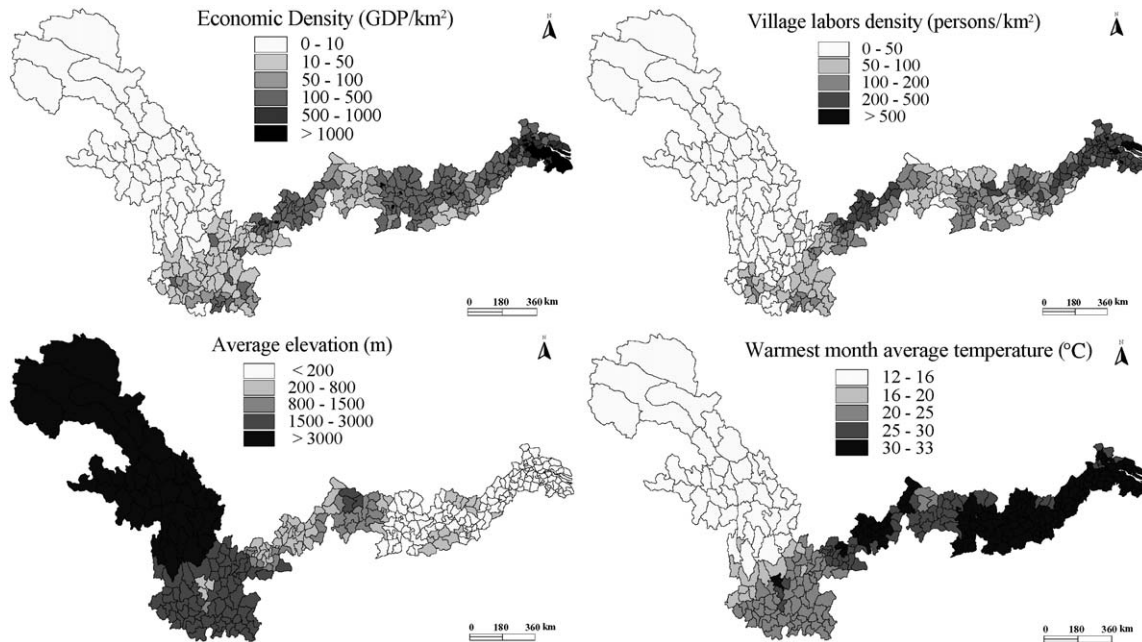 Economic Density (GDP/km²)
0 - 10
10 - 50
50 - 100
100 - 500
500 - 1000
> 1000
N
0 180 360 km
Village labors density (persons/km²)
0 - 50
50 - 100
100 - 200
200 - 500
> 500
N
0 180 360 km
Average elevation (m)
< 200
200 - 800
800 - 1500
1500 - 3000
> 3000
N
0 180 360 km
Warmest month average temperature (°C)
12 - 16
16 - 20
20 - 25
25 - 30
30 - 33
N
0 180 360 km